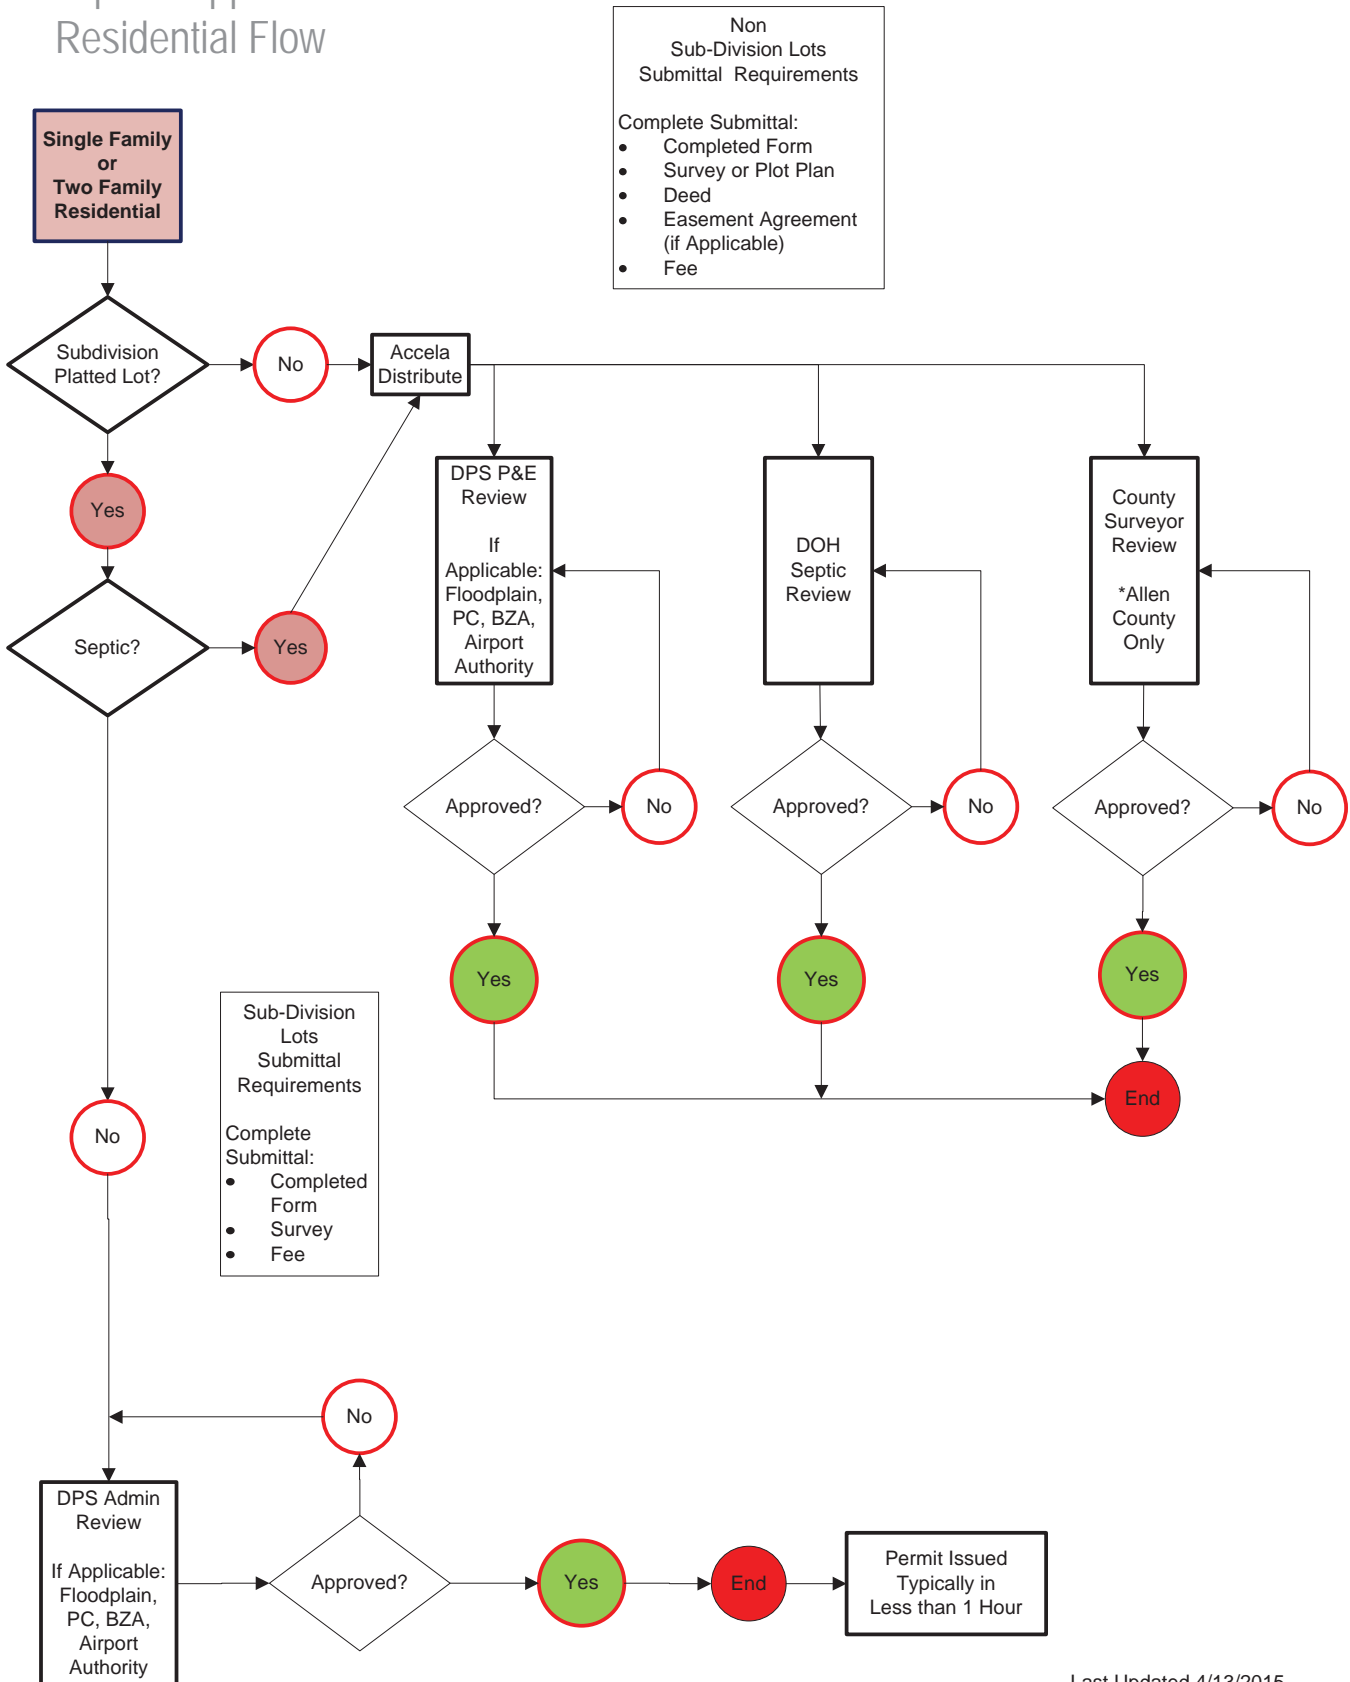 Residential Flow
Non
Sub-Division Lots
Submittal Requirements
Complete Submittal:
• Completed Form
• Survey or Plot Plan
• Deed
• Easement Agreement
(if Applicable)
• Fee
Single Family
or
Two Family
Residential
Subdivision
Platted Lot?
No
Accela
Distribute
Yes
Septic?
Yes
DPS P&E
Review
If
Applicable:
Floodplain,
PC, BZA,
Airport
Authority
DOH
Septic
Review
County
Surveyor
Review
*Allen
County
Only
Approved?
No
Approved?
No
Approved?
No
Yes
Yes
Yes
End
Sub-Division
Lots
Submittal
Requirements
Complete
Submittal:
• Completed
Form
• Survey
• Fee
No
No
DPS Admin
Review
If Applicable:
Floodplain,
PC, BZA,
Airport
Authority
Approved?
Yes
End
Permit Issued
Typically in
Less than 1 Hour
Last Updated 4/13/2015